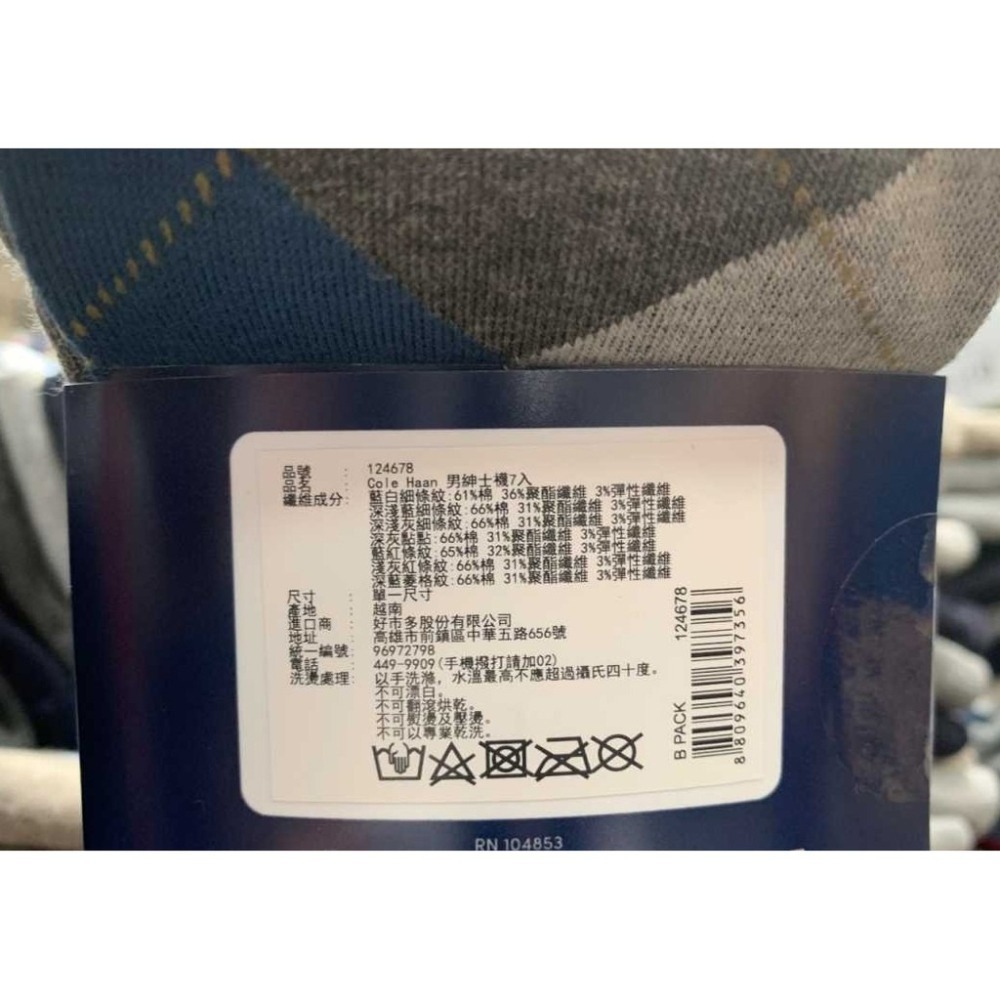 品號 : 124678
品名 : Cole Haan 男紳士襪7入
纖維成分: 藍白細條紋:61%棉 36%聚酯纖維 3%彈性纖維
深淺藍細條紋:66%棉 31%聚酯纖維 3%彈性纖維
深淺灰細條紋:66%棉 31%聚酯纖維 3%彈性纖維
深灰點點:66%棉 31%聚酯纖維 3%彈性纖維
藍紅條紋:65%棉 32%聚酯纖維 3%彈性纖維
淺灰紅條紋:66%棉 31%聚酯纖維 3%彈性纖維
深藍菱格紋:66%棉 31%聚酯纖維 3%彈性纖維
尺寸 : 單一尺寸
產地 : 越南
進口商 : 好市多股份有限公司
地址 : 高雄市前鎮區中華五路656號
統一編號: 96972798
電話 : 449-9909(手機撥打請加02)
洗燙處理: 以手洗滌，水溫最高不應超過攝氏四十度。
不可漂白。
不可翻滾烘乾。
不可熨燙及壓燙。
不可以專業乾洗。
B PACK 124678
8809640397356
RN 104853